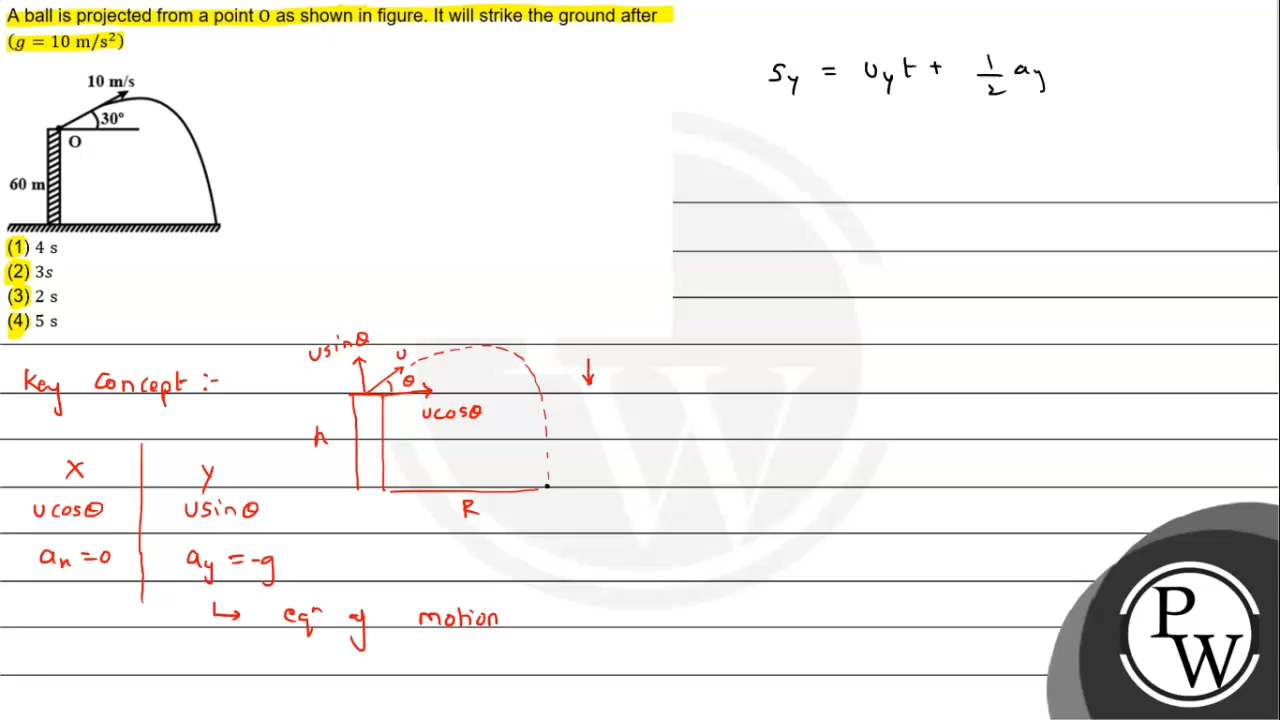 A ball is projected from a point O as shown in figure. It will strike the ground after
(g = 10 m/s²)
10 m/s
30°
O
60 m
(1) 4 s
(2) 3s
(3) 2 s
(4) 5 s
Sy = Uy t + 1/2 ay
Key concept :-
usinθ
u
θ
ucosθ
h
R
x
y
ucosθ
usinθ
ax = 0
ay = -g
↳ eqⁿ of motion
P
W